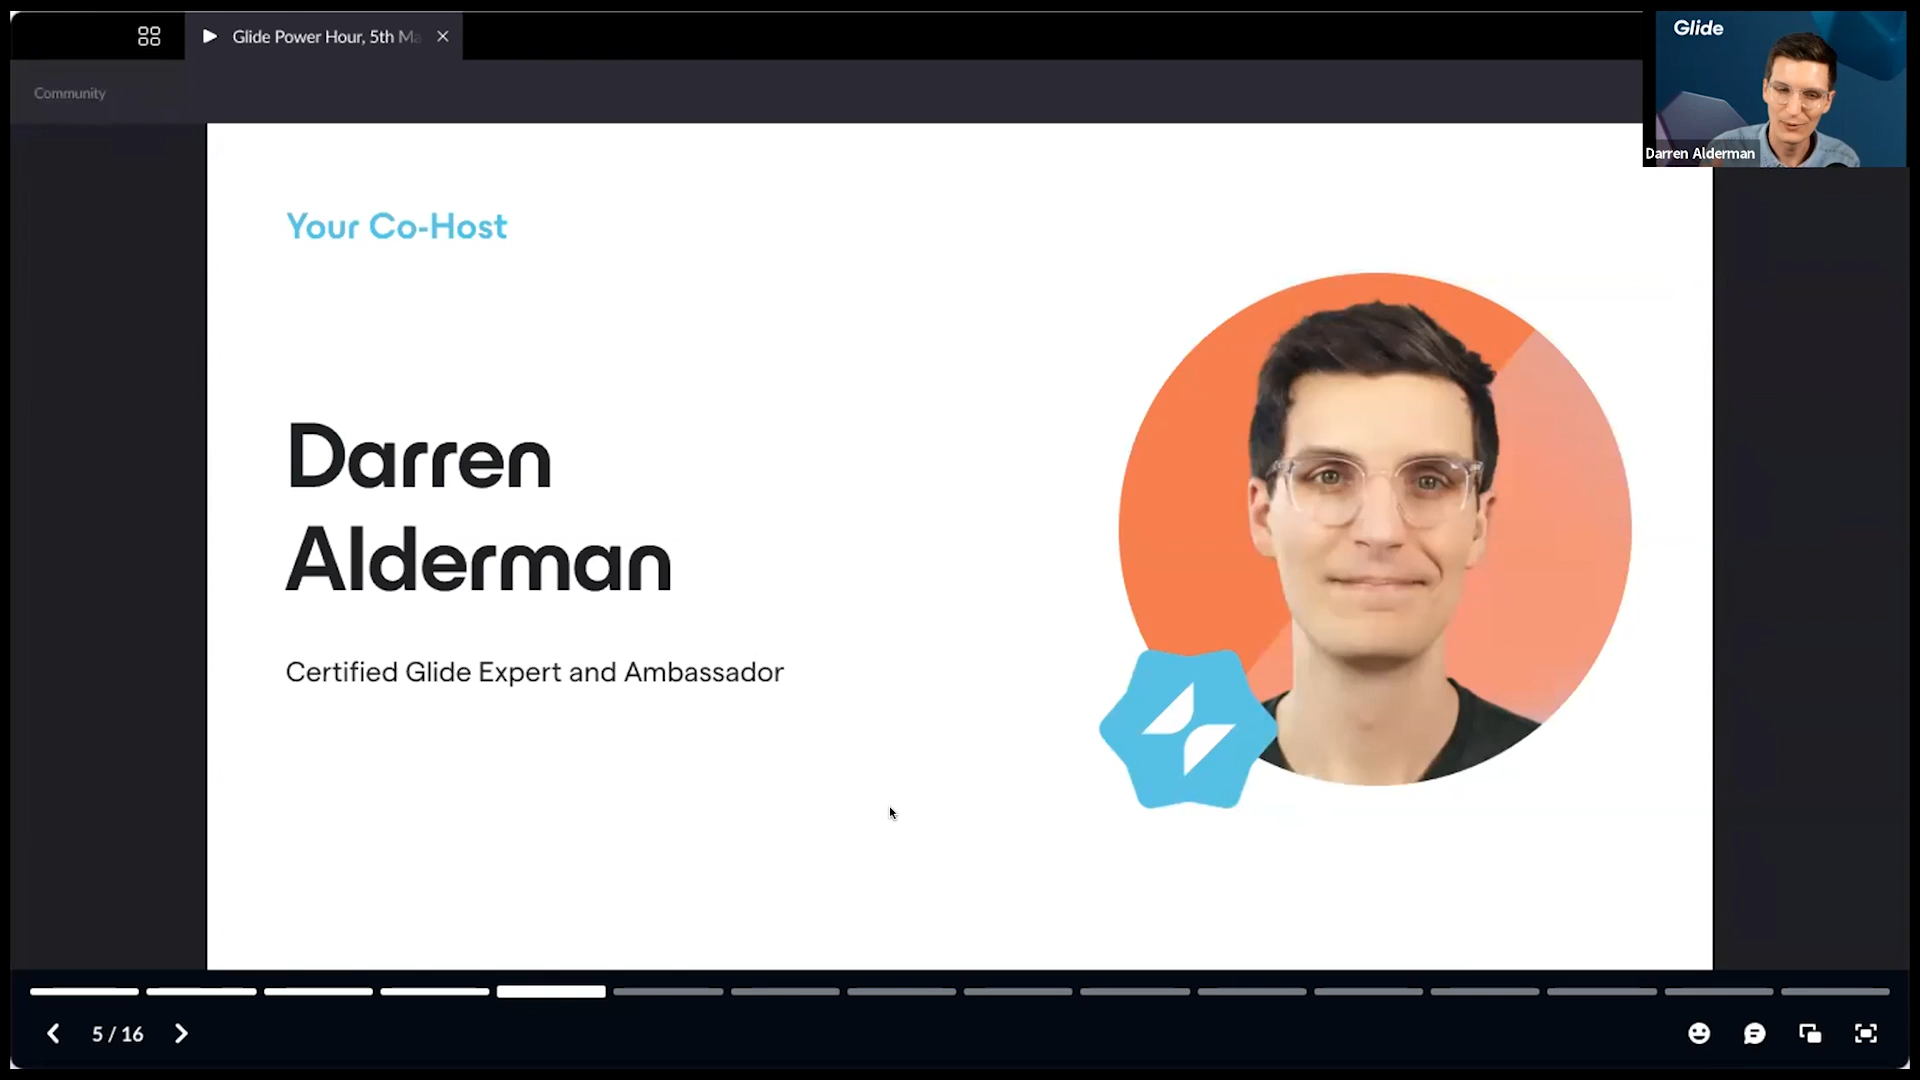 Glide Power Hour, 5th Ma
Glide
Community
Darren Alderman
Your Co-Host
Darren
Alderman
Certified Glide Expert and Ambassador
5 / 16